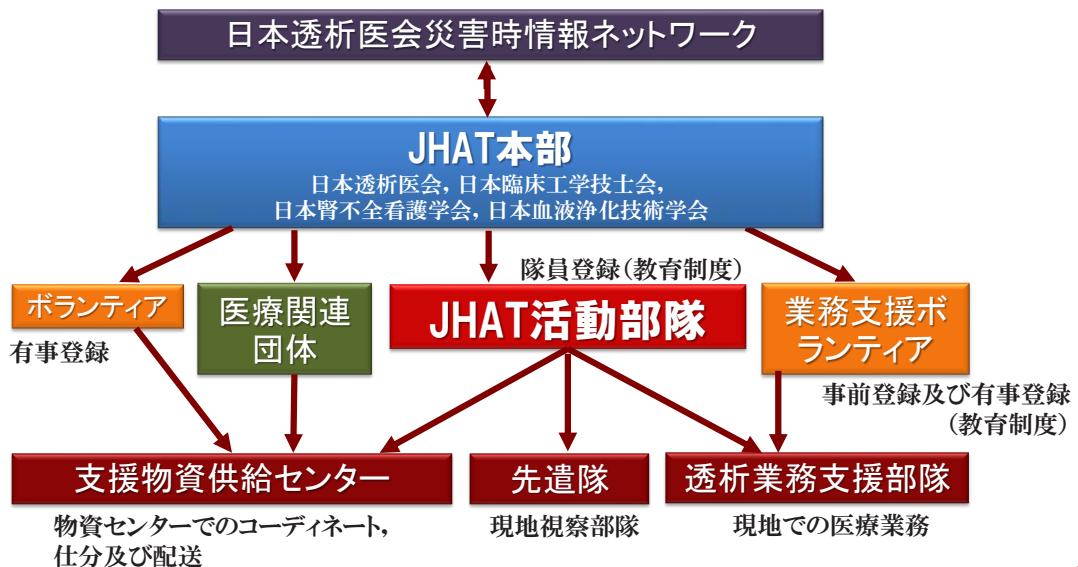 日本透析医会災害時情報ネットワーク
JHAT本部
日本透析医会，日本臨床工学技士会，
日本腎不全看護学会，日本血液浄化技術学会
隊員登録（教育制度）
ボランティア
有事登録
医療関連
団体
JHAT活動部隊
業務支援ボ
ランティア
事前登録及び有事登録
（教育制度）
支援物資供給センター
物資センターでのコーディネート，
仕分及び配送
先遣隊
現地視察部隊
透析業務支援部隊
現地での医療業務